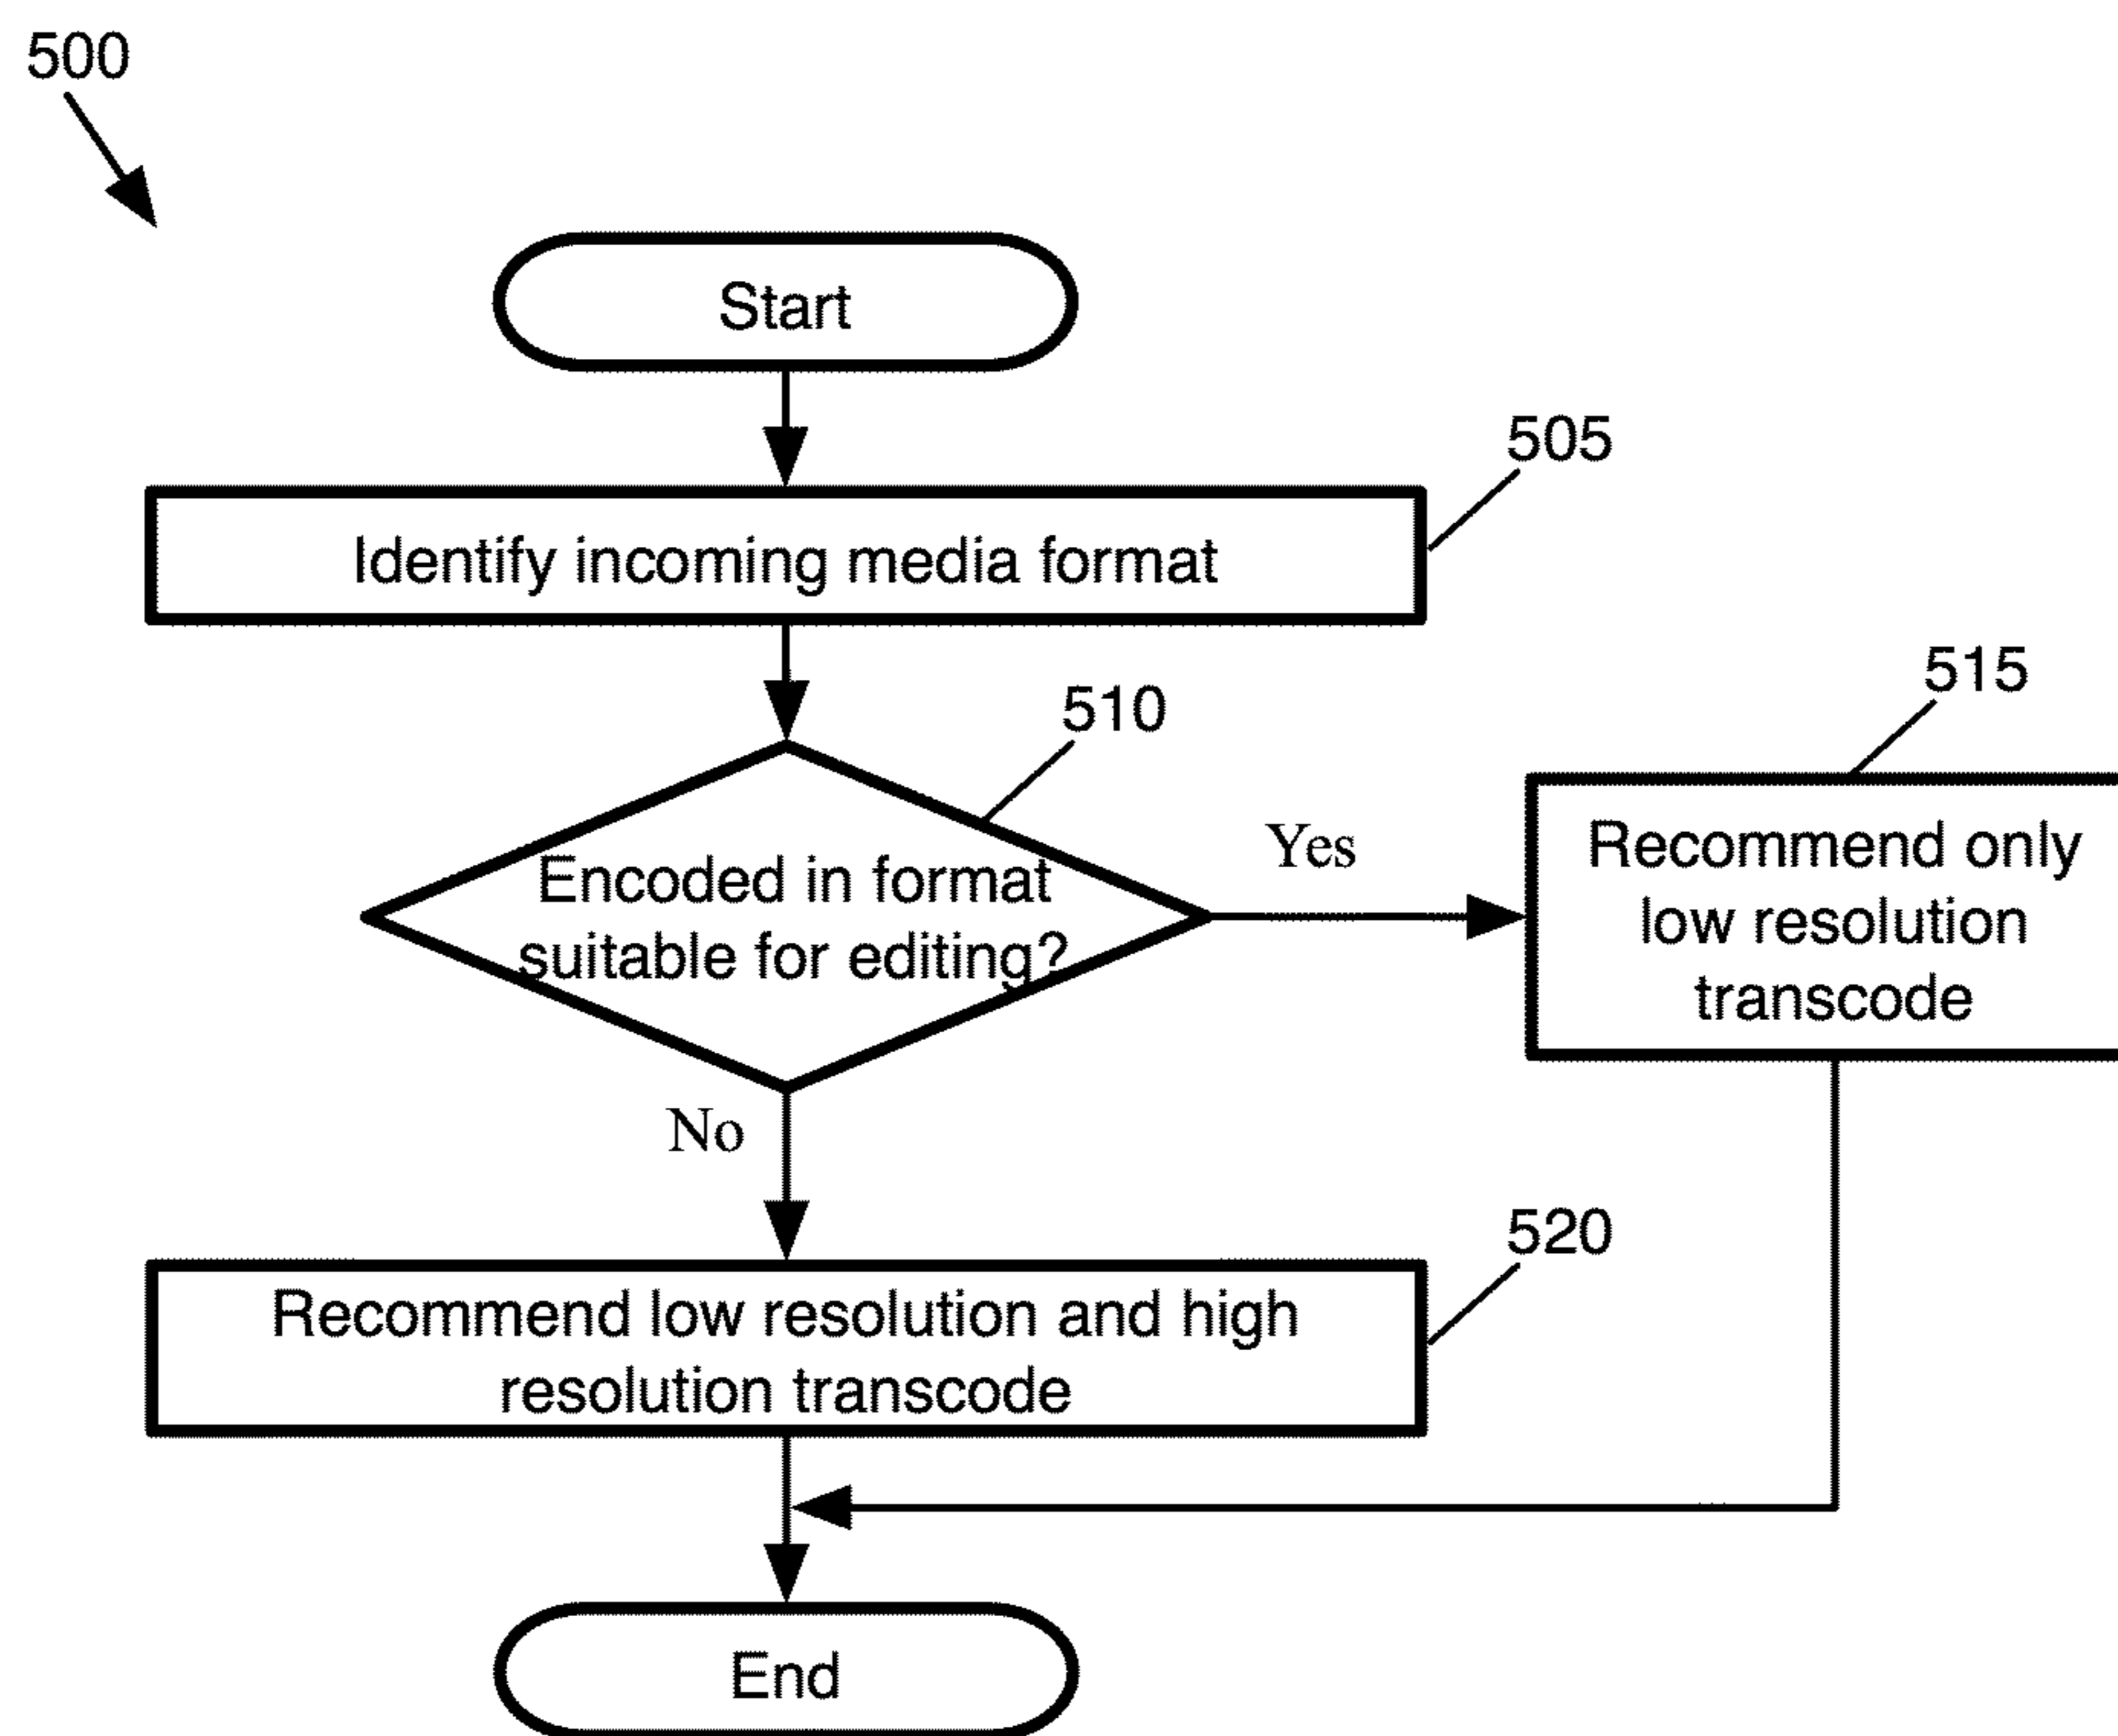 500
Start
505
Identify incoming media format
510
515
Encoded in format
suitable for editing?
Yes
Recommend only
low resolution
transcode
No
520
Recommend low resolution and high
resolution transcode
End